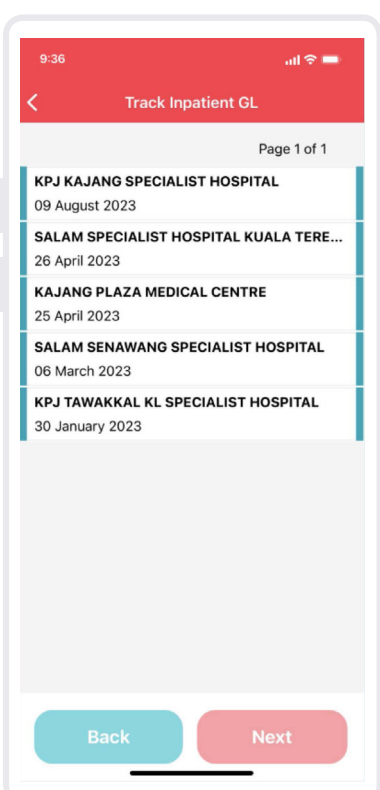 9:36
Track Inpatient GL
Page 1 of 1
KPJ KAJANG SPECIALIST HOSPITAL
09 August 2023
SALAM SPECIALIST HOSPITAL KUALA TERE...
26 April 2023
KAJANG PLAZA MEDICAL CENTRE
25 April 2023
SALAM SENAWANG SPECIALIST HOSPITAL
06 March 2023
KPJ TAWAKKAL KL SPECIALIST HOSPITAL
30 January 2023
Back Next